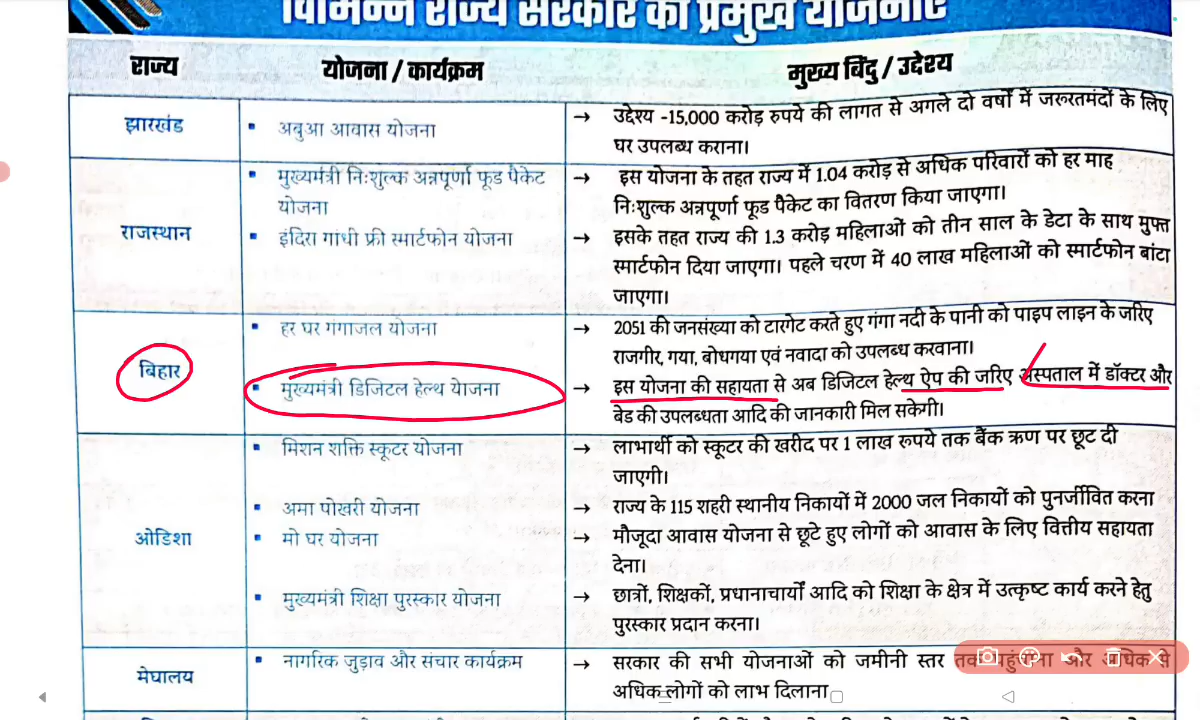 विभिन्न राज्य सरकार की प्रमुख योजनाएँ
राज्य योजना / कार्यक्रम मुख्य बिंदु / उद्देश्य
झारखंड
▪ अबुआ आवास योजना
→ उद्देश्य -15,000 करोड़ रुपये की लागत से अगले दो वर्षों में जरूरतमंदों के लिए
घर उपलब्ध कराना।
राजस्थान
▪ मुख्यमंत्री निःशुल्क अन्नपूर्णा फूड पैकेट
योजना
→ इस योजना के तहत राज्य में 1.04 करोड़ से अधिक परिवारों को हर माह
निःशुल्क अन्नपूर्णा फूड पैकेट का वितरण किया जाएगा।
▪ इंदिरा गांधी फ्री स्मार्टफोन योजना
→ इसके तहत राज्य की 1.3 करोड़ महिलाओं को तीन साल के डेटा के साथ मुफ्त
स्मार्टफोन दिया जाएगा। पहले चरण में 40 लाख महिलाओं को स्मार्टफोन बांटा
जाएगा।
बिहार
▪ हर घर गंगाजल योजना
→ 2051 की जनसंख्या को टारगेट करते हुए गंगा नदी के पानी को पाइप लाइन के जरिए
राजगीर, गया, बोधगया एवं नवादा को उपलब्ध करवाना।
▪ मुख्यमंत्री डिजिटल हेल्थ योजना
→ इस योजना की सहायता से अब डिजिटल हेल्थ ऐप की जरिए अस्पताल में डॉक्टर और
बेड की उपलब्धता आदि की जानकारी मिल सकेगी।
ओडिशा
▪ मिशन शक्ति स्कूटर योजना
→ लाभार्थी को स्कूटर की खरीद पर 1 लाख रूपये तक बैंक ऋण पर छूट दी
जाएगी।
▪ अमा पोखरी योजना
→ राज्य के 115 शहरी स्थानीय निकायों में 2000 जल निकायों को पुनर्जीवित करना
▪ मो घर योजना
→ मौजूदा आवास योजना से छूटे हुए लोगों को आवास के लिए वित्तीय सहायता
देना।
▪ मुख्यमंत्री शिक्षा पुरस्कार योजना
→ छात्रों, शिक्षकों, प्रधानाचार्यों आदि को शिक्षा के क्षेत्र में उत्कृष्ट कार्य करने हेतु
पुरस्कार प्रदान करना।
मेघालय
▪ नागरिक जुड़ाव और संचार कार्यक्रम
→ सरकार की सभी योजनाओं को जमीनी स्तर तक पहुंचाना और अधिक से
अधिक लोगों को लाभ दिलाना